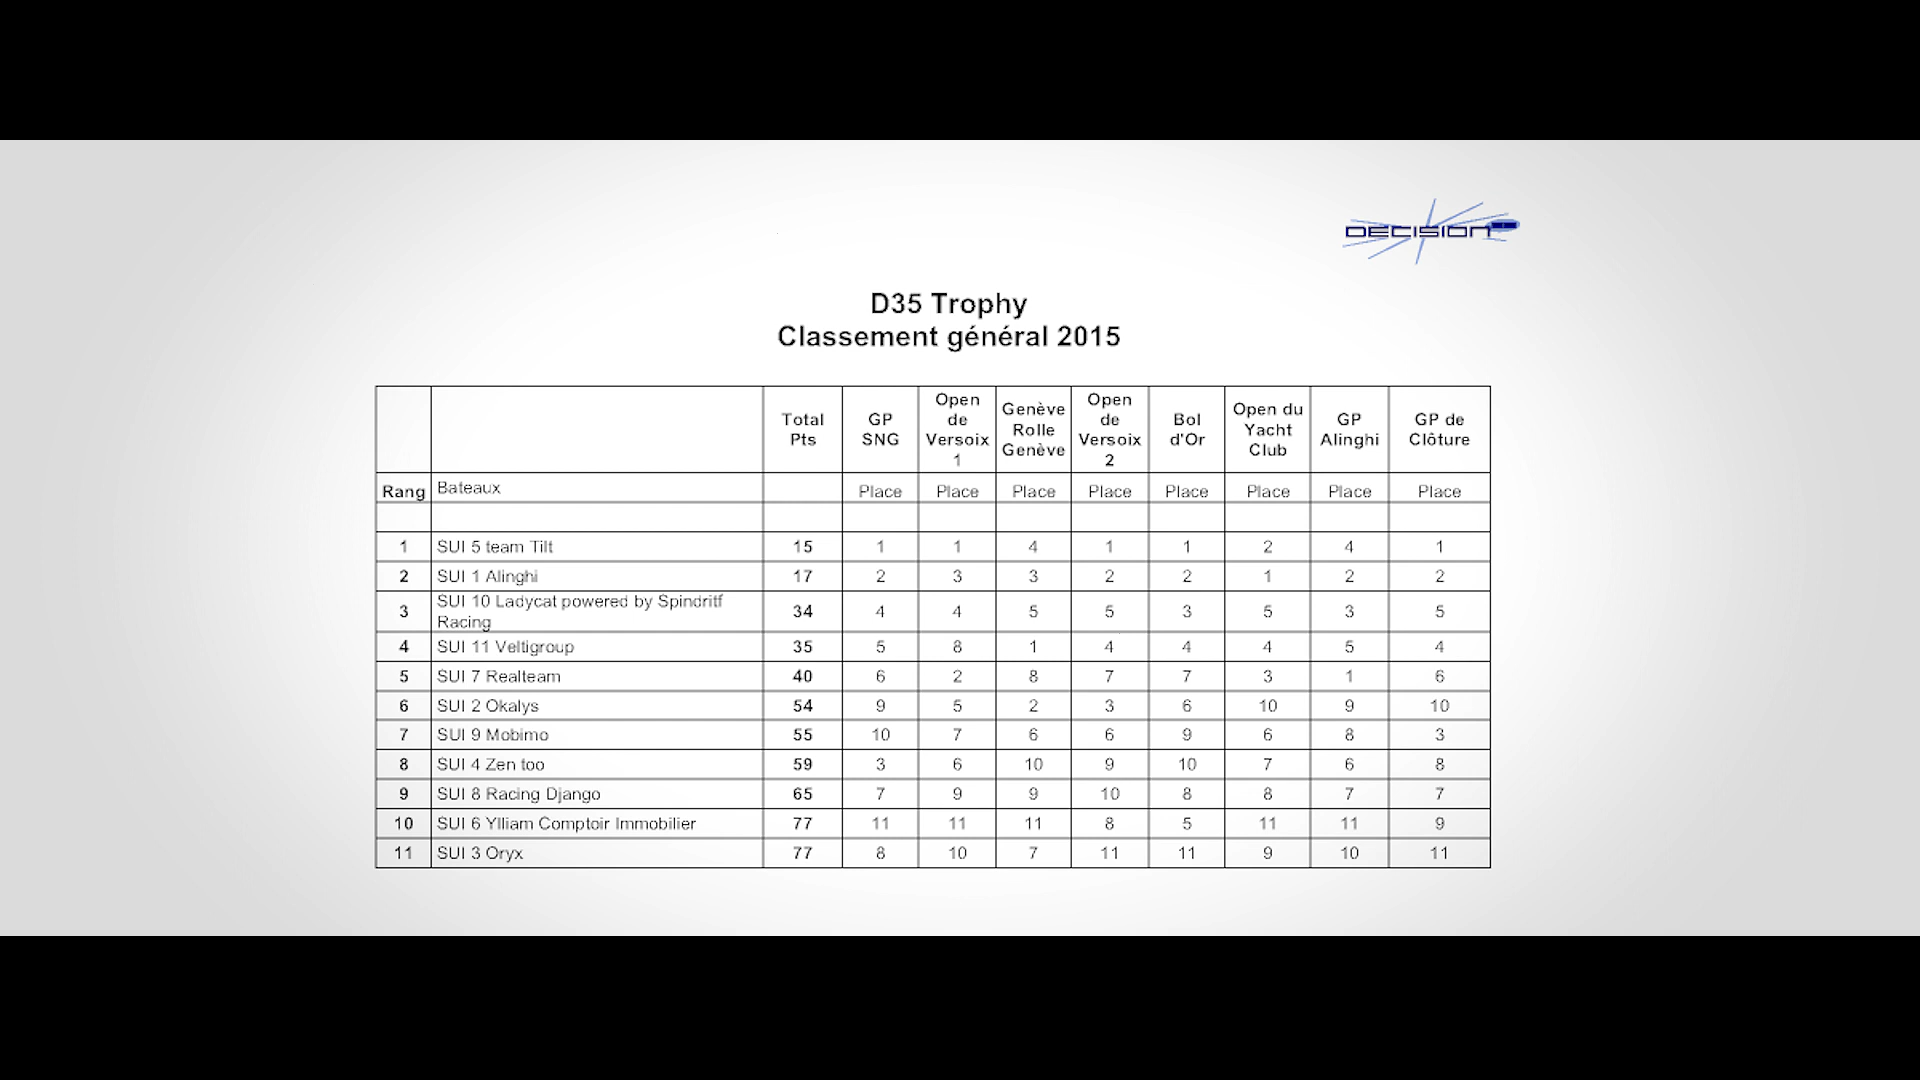 DECISION
D35 Trophy
Classement général 2015
Total Pts GP SNG Open de Versoix 1 Genève Rolle Genève Open de Versoix 2 Bol d'Or Open du Yacht Club GP Alinghi GP de Clôture
Rang Bateaux Place Place Place Place Place Place Place Place
1 SUI 5 team Tilt 15 1 1 4 1 1 2 4 1
2 SUI 1 Alinghi 17 2 3 3 2 2 1 2 2
3 SUI 10 Ladycat powered by Spindritf Racing 34 4 4 5 5 3 5 3 5
4 SUI 11 Veltigroup 35 5 8 1 4 4 4 5 4
5 SUI 7 Realteam 40 6 2 8 7 7 3 1 6
6 SUI 2 Okalys 54 9 5 2 3 6 10 9 10
7 SUI 9 Mobimo 55 10 7 6 6 9 6 8 3
8 SUI 4 Zen too 59 3 6 10 9 10 7 6 8
9 SUI 8 Racing Django 65 7 9 9 10 8 8 7 7
10 SUI 6 Ylliam Comptoir Immobilier 77 11 11 11 8 5 11 11 9
11 SUI 3 Oryx 77 8 10 7 11 11 9 10 11